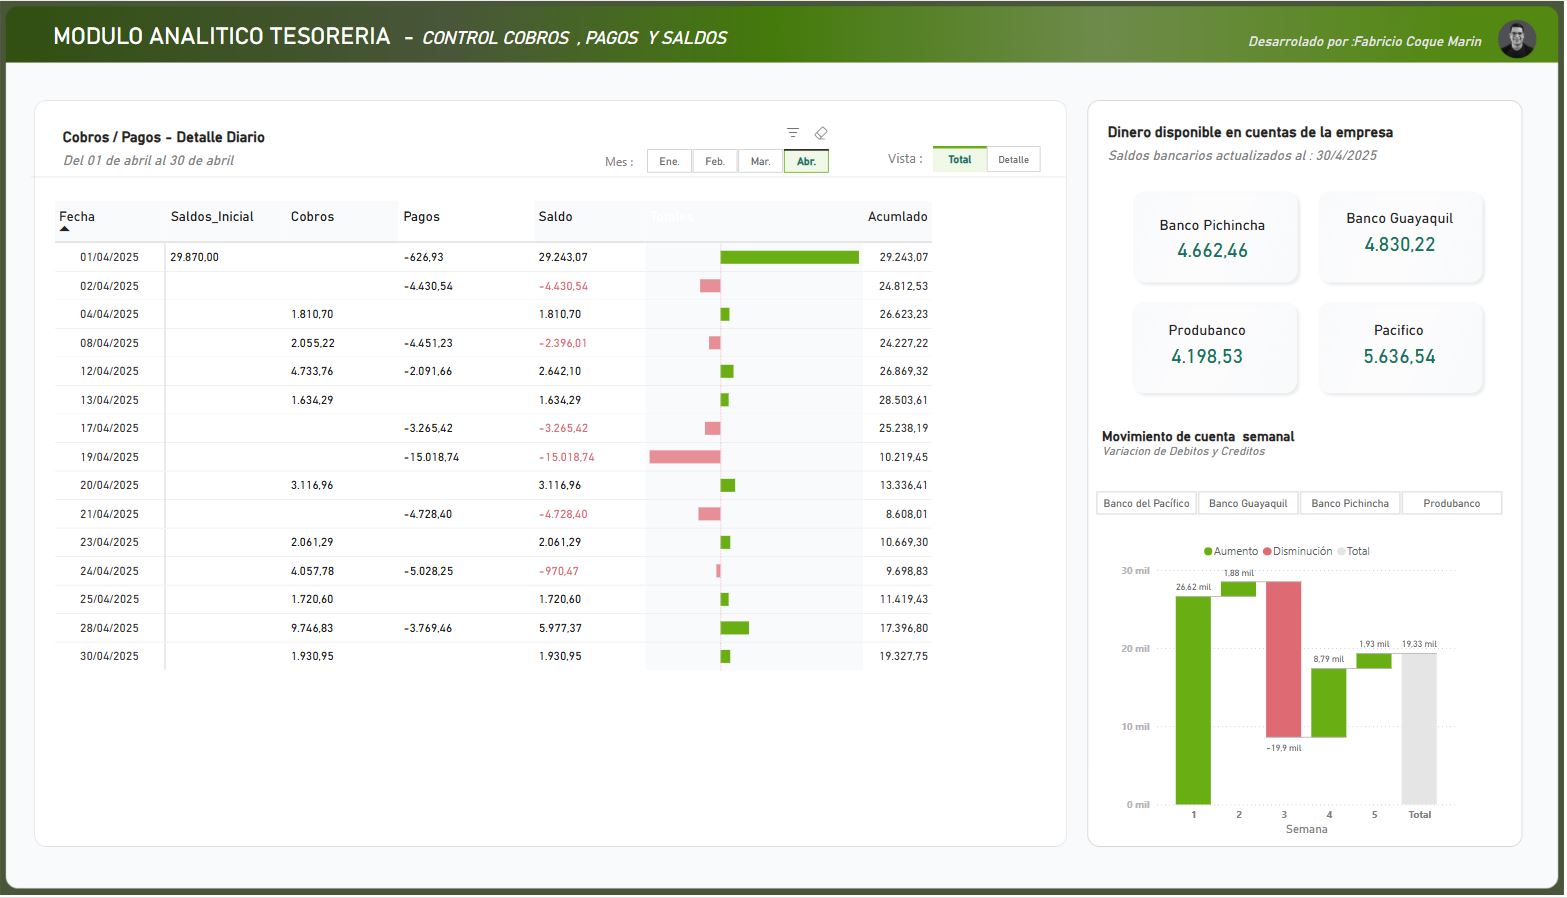 MODULO ANALITICO TESORERIA - CONTROL COBROS , PAGOS Y SALDOS
Desarrolado por :Fabricio Coque Marin
Cobros / Pagos - Detalle Diario
Del 01 de abril al 30 de abril
Mes :
Ene.
Feb.
Mar.
Abr.
Vista :
Total
Detalle
Fecha Saldos_Inicial Cobros Pagos Saldo Totales Acumlado
01/04/2025 29.870,00 -626,93 29.243,07 29.243,07
02/04/2025 -4.430,54 -4.430,54 24.812,53
04/04/2025 1.810,70 1.810,70 26.623,23
08/04/2025 2.055,22 -4.451,23 -2.396,01 24.227,22
12/04/2025 4.733,76 -2.091,66 2.642,10 26.869,32
13/04/2025 1.634,29 1.634,29 28.503,61
17/04/2025 -3.265,42 -3.265,42 25.238,19
19/04/2025 -15.018,74 -15.018,74 10.219,45
20/04/2025 3.116,96 3.116,96 13.336,41
21/04/2025 -4.728,40 -4.728,40 8.608,01
23/04/2025 2.061,29 2.061,29 10.669,30
24/04/2025 4.057,78 -5.028,25 -970,47 9.698,83
25/04/2025 1.720,60 1.720,60 11.419,43
28/04/2025 9.746,83 -3.769,46 5.977,37 17.396,80
30/04/2025 1.930,95 1.930,95 19.327,75
Dinero disponible en cuentas de la empresa
Saldos bancarios actualizados al : 30/4/2025
Banco Pichincha
4.662,46
Banco Guayaquil
4.830,22
Produbanco
4.198,53
Pacifico
5.636,54
Movimiento de cuenta semanal
Variacion de Debitos y Creditos
Banco del Pacífico
Banco Guayaquil
Banco Pichincha
Produbanco
Aumento Disminución Total
30 mil
20 mil
10 mil
0 mil
26,62 mil
1,88 mil
-19,9 mil
8,79 mil
1,93 mil
19,33 mil
1 2 3 4 5 Total
Semana